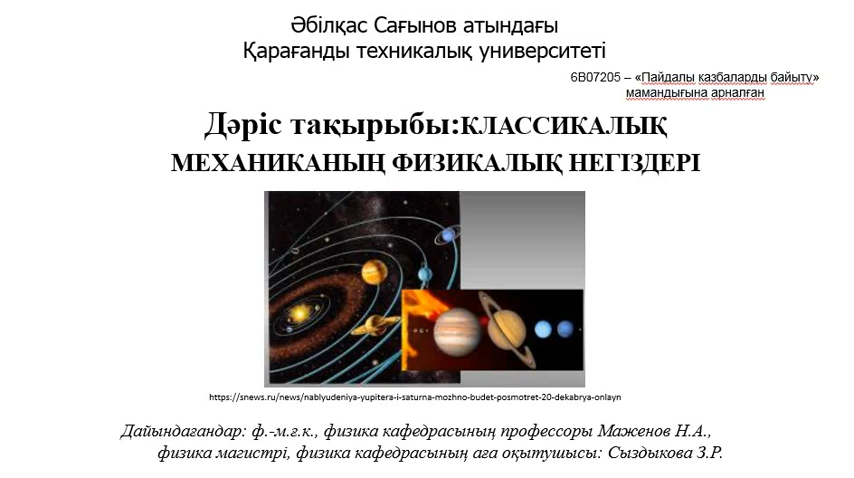 Әбілқас Сағынов атындағы
Қарағанды техникалық университеті
6В07205 – «Пайдалы казбаларды байыту»
мамандығына арналған
Дәріс тақырыбы:КЛАССИКАЛЫҚ
МЕХАНИКАНЫҢ ФИЗИКАЛЫҚ НЕГІЗДЕРІ
https://snews.ru/news/nablyudeniya-yupitera-i-saturna-mozhno-budet-posmotret-20-dekabrya-onlayn
Дайындағандар: ф.-м.ғ.к., физика кафедрасының профессоры Маженов Н.А.,
физика магистрі, физика кафедрасының аға оқытушысы: Сыздыкова З.Р.